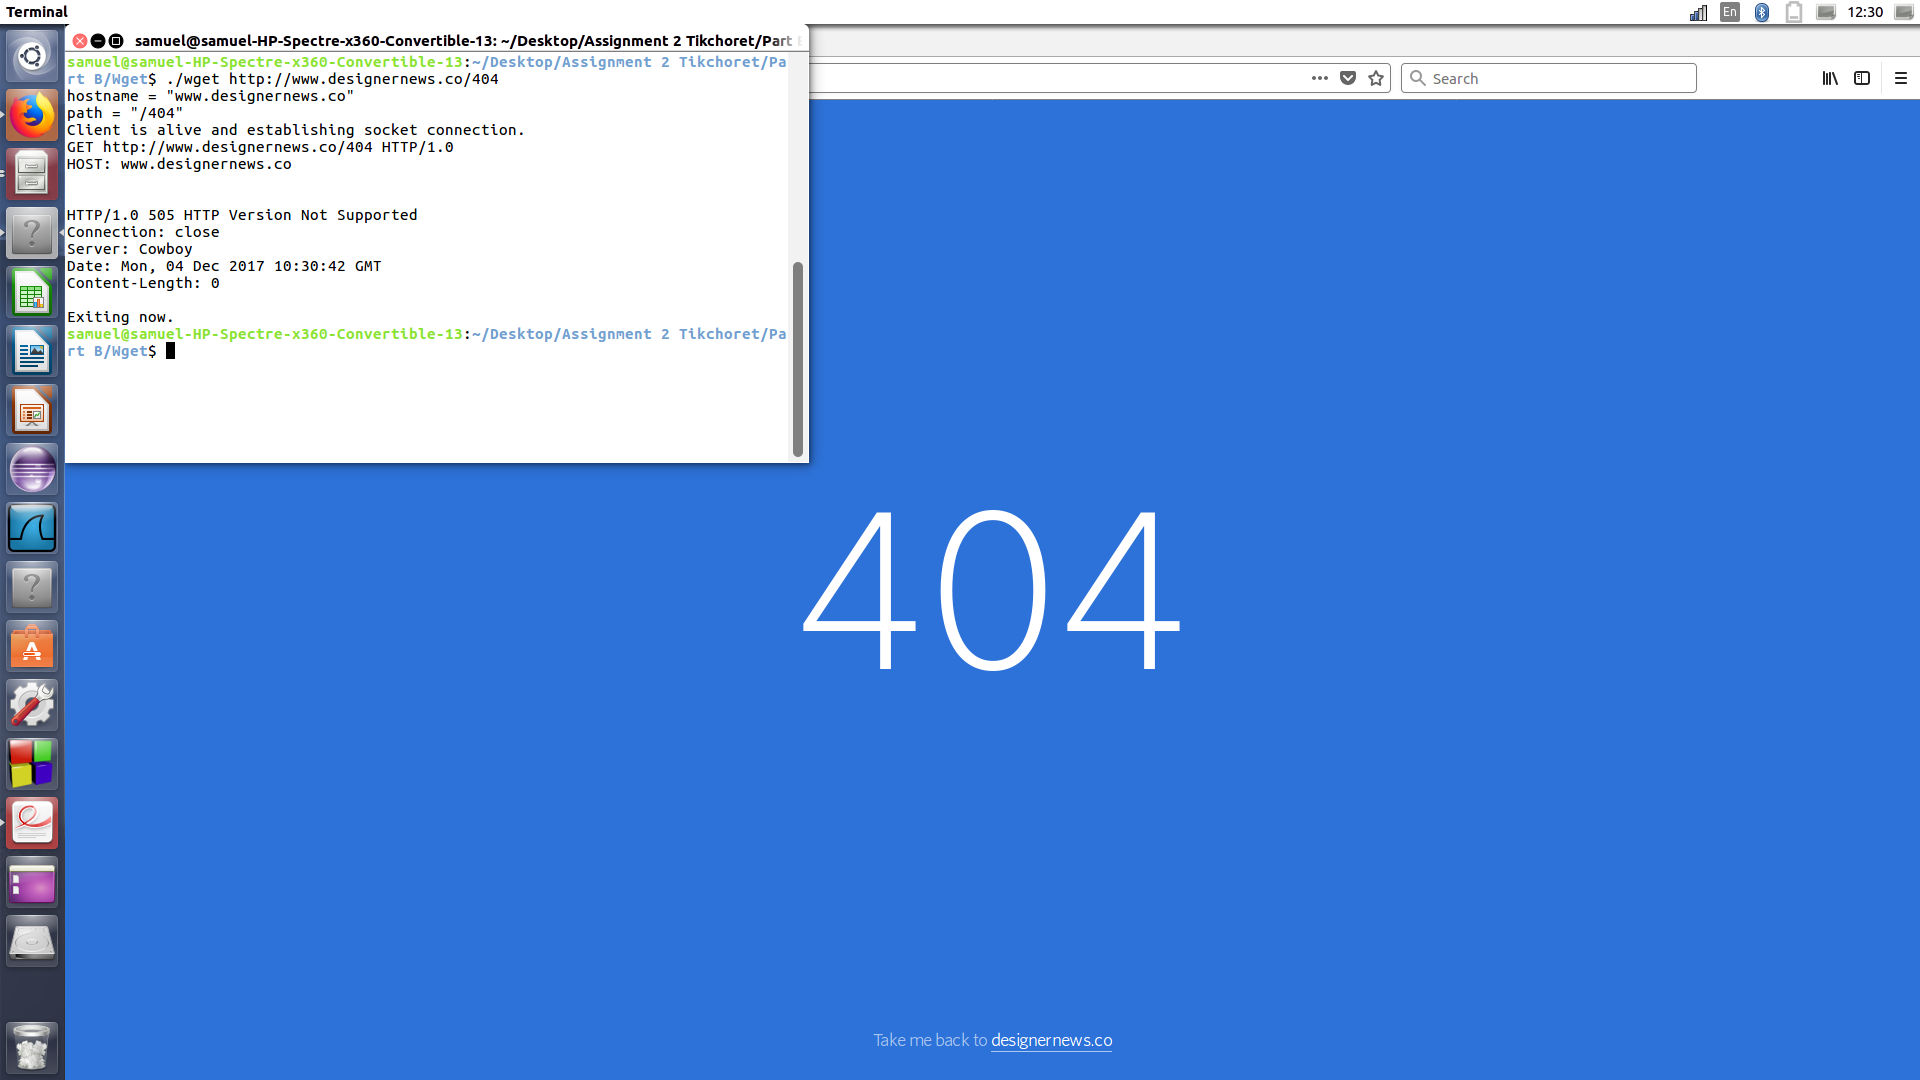 Terminal
En
12:30
samuel@samuel-HP-Spectre-x360-Convertible-13: ~/Desktop/Assignment 2 Tikchoret/Part
Search
samuel@samuel-HP-Spectre-x360-Convertible-13:~/Desktop/Assignment 2 Tikchoret/Pa
rt B/Wget$ ./wget http://www.designernews.co/404
hostname = "www.designernews.co"
path = "/404"
Client is alive and establishing socket connection.
GET http://www.designernews.co/404 HTTP/1.0
HOST: www.designernews.co
HTTP/1.0 505 HTTP Version Not Supported
Connection: close
Server: Cowboy
Date: Mon, 04 Dec 2017 10:30:42 GMT
Content-Length: 0
Exiting now.
samuel@samuel-HP-Spectre-x360-Convertible-13:~/Desktop/Assignment 2 Tikchoret/Pa
rt B/Wget$
404
Take me back to designernews.co